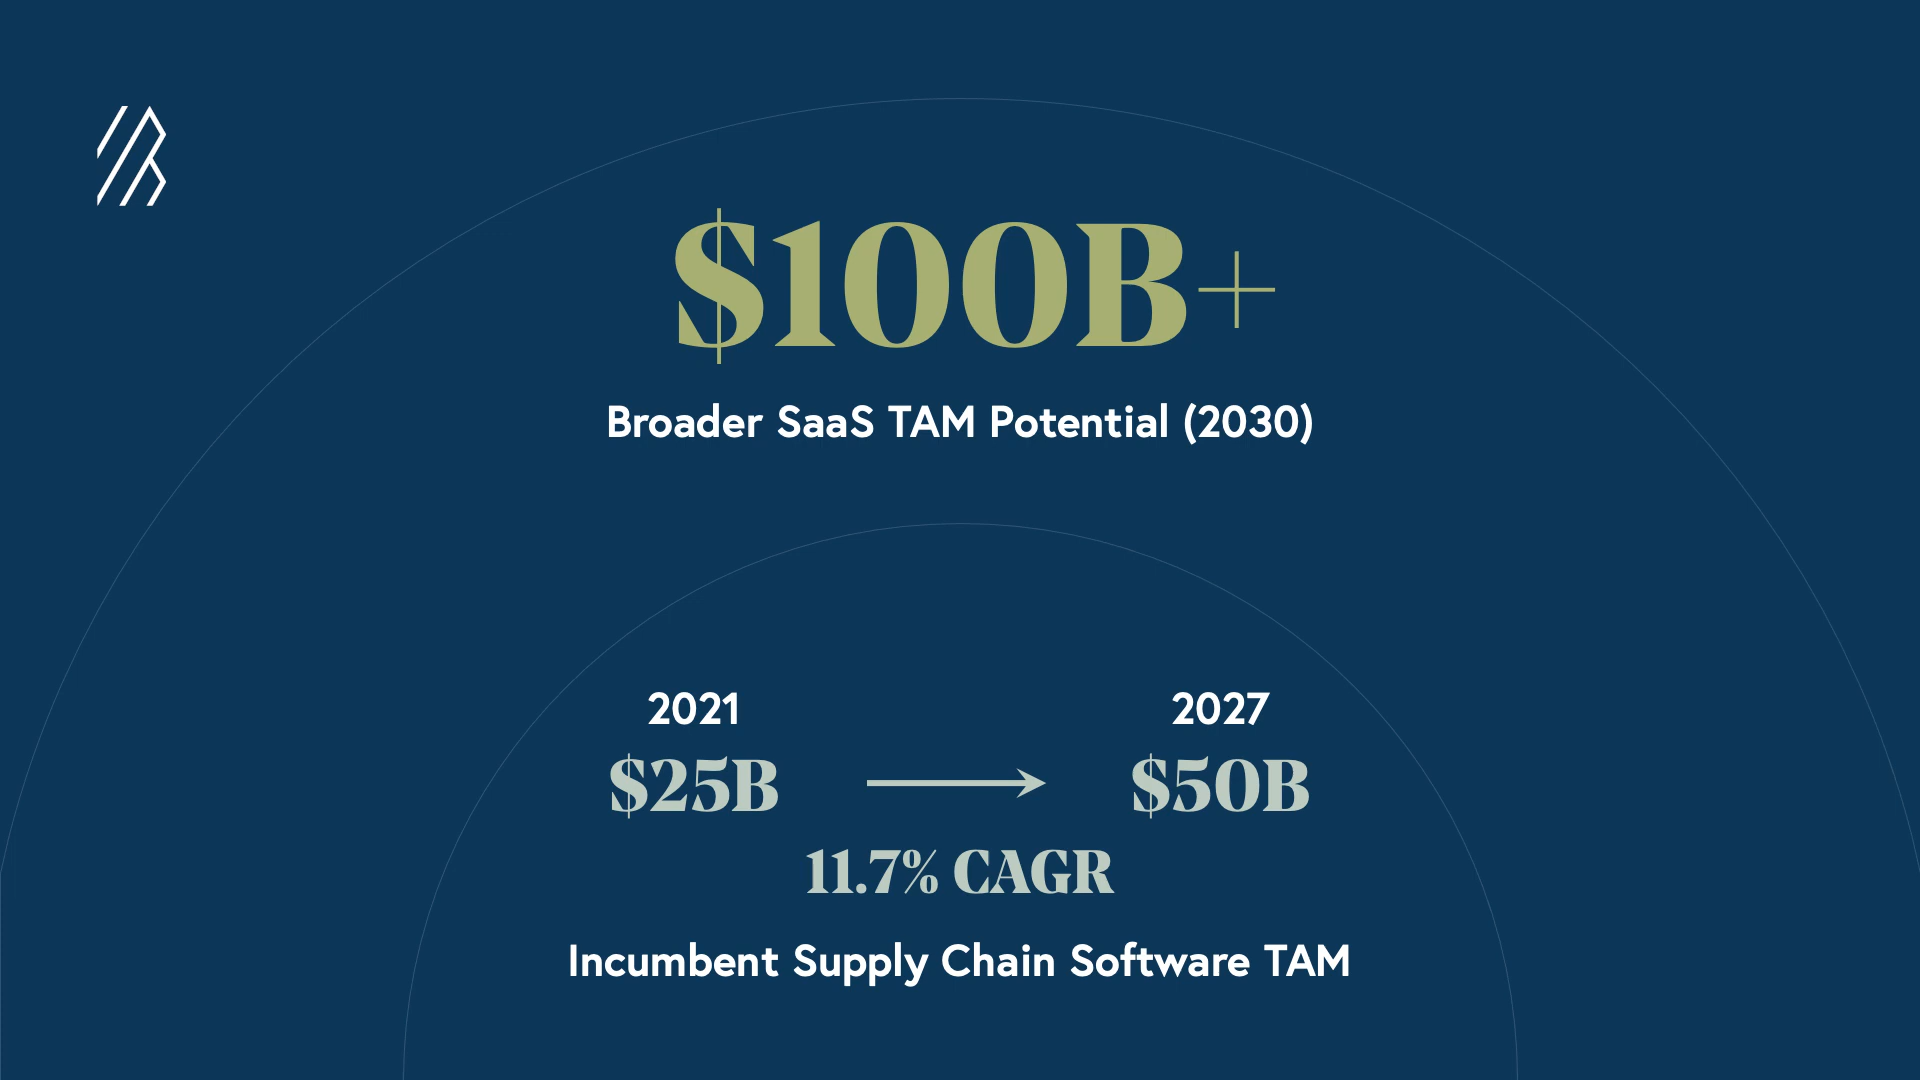 $100B+
Broader SaaS TAM Potential (2030)
2021 2027
$25B $50B
11.7% CAGR
Incumbent Supply Chain Software TAM